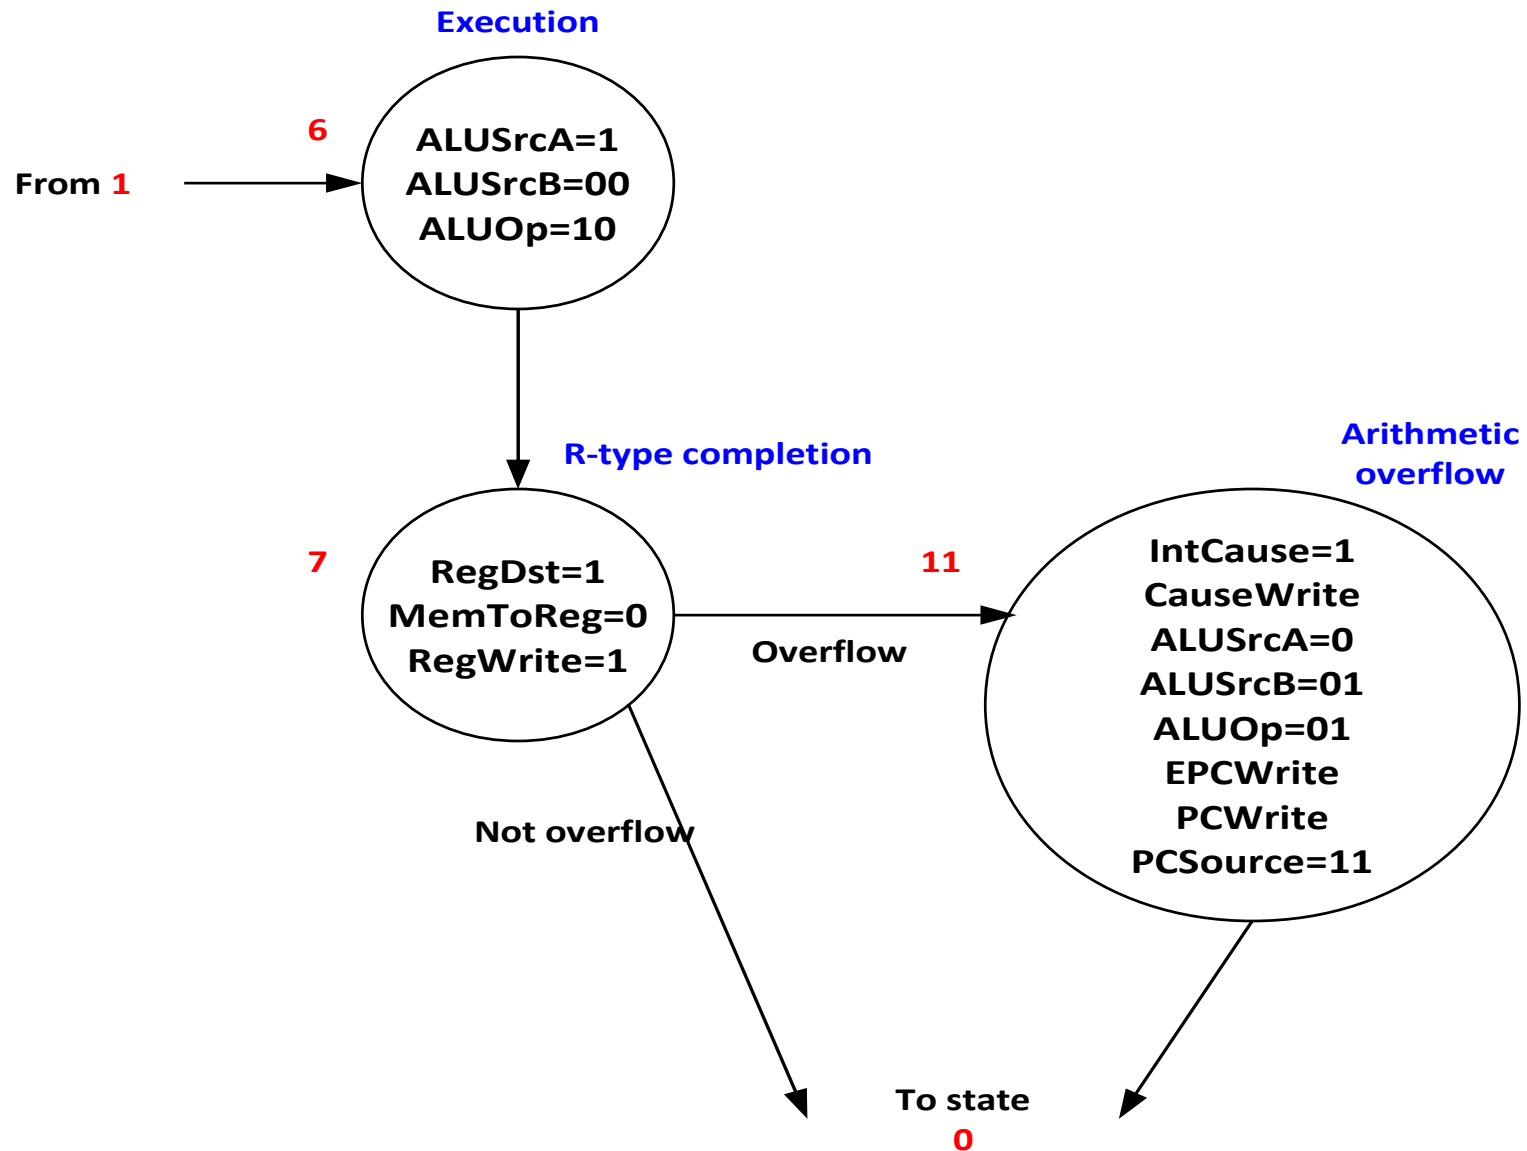 Execution
6
ALUSrcA=1
ALUSrcB=00
ALUOp=10
From 1
R-type completion
7
RegDst=1
MemToReg=0
RegWrite=1
Overflow
Not overflow
Arithmetic
overflow
11
IntCause=1
CauseWrite
ALUSrcA=0
ALUSrcB=01
ALUOp=01
EPCWrite
PCWrite
PCSource=11
To state
0